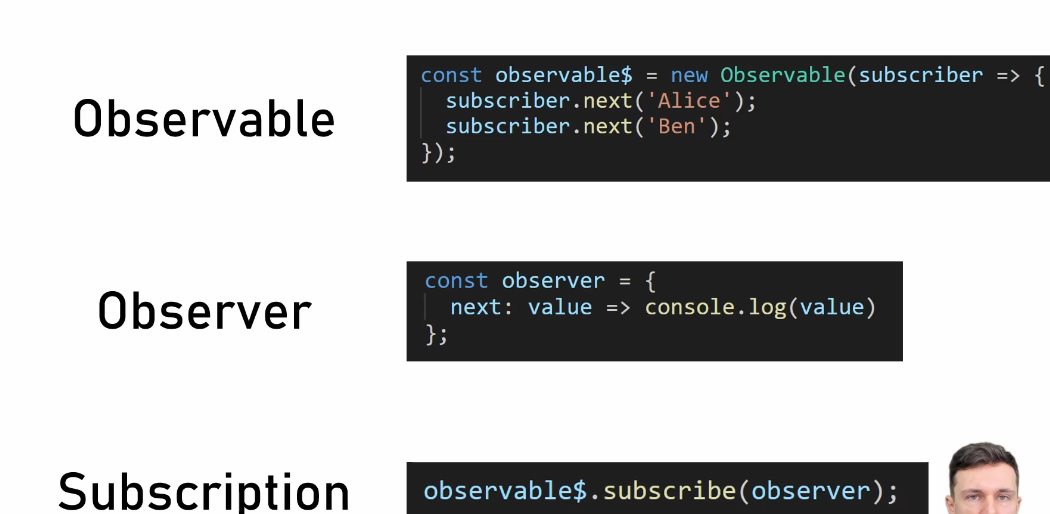 Observable
const observable$ = new Observable(subscriber => {
subscriber.next('Alice');
subscriber.next('Ben');
});
Observer
const observer = {
next: value => console.log(value)
};
Subscription
observable$.subscribe(observer);